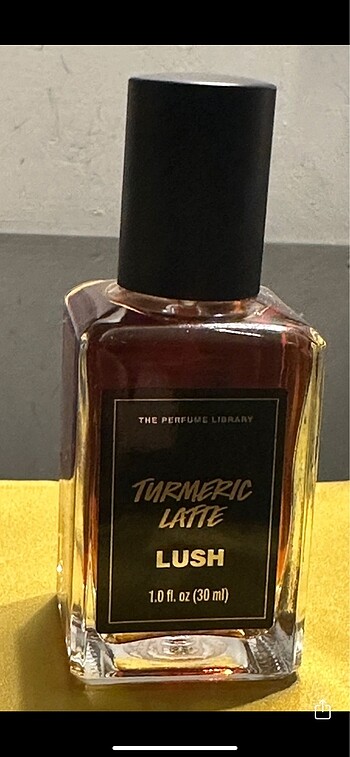 THE PERFUME LIBRARY
TURMERIC
LATTE
LUSH
1.0 fl. oz (30 ml)